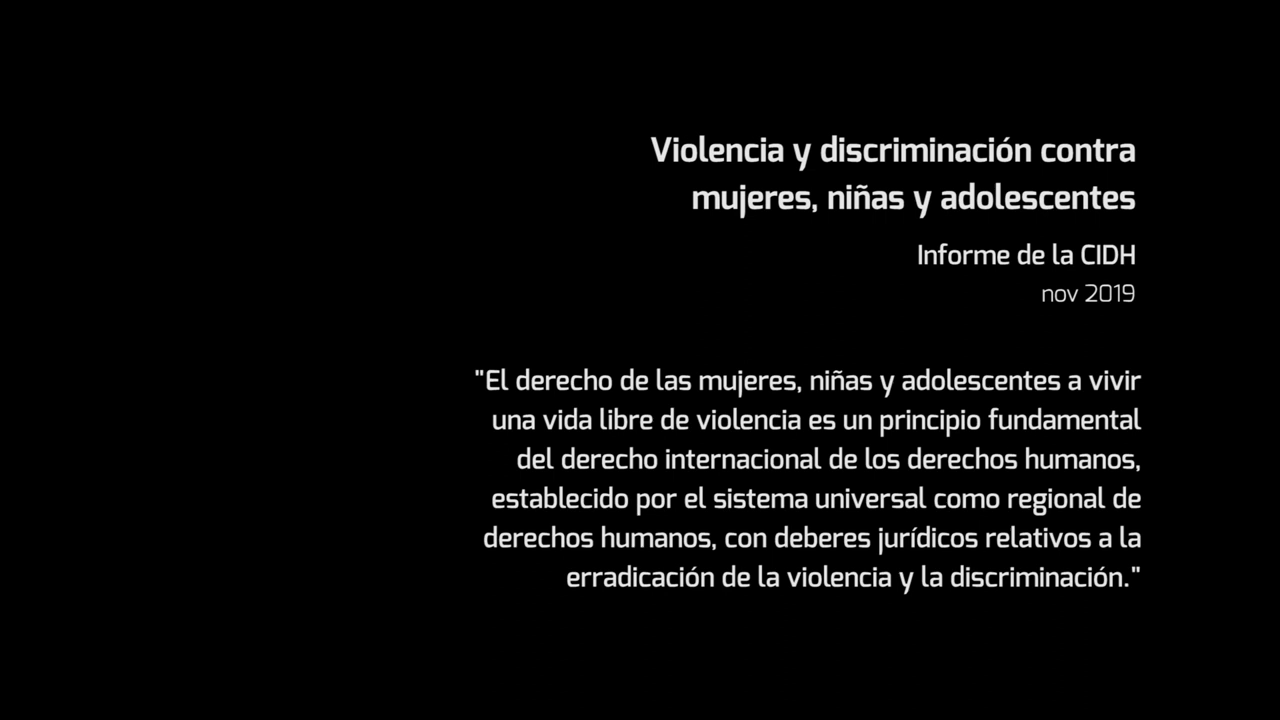 Violencia y discriminación contra
mujeres, niñas y adolescentes
Informe de la CIDH
nov 2019
"El derecho de las mujeres, niñas y adolescentes a vivir
una vida libre de violencia es un principio fundamental
del derecho internacional de los derechos humanos,
establecido por el sistema universal como regional de
derechos humanos, con deberes jurídicos relativos a la
erradicación de la violencia y la discriminación."